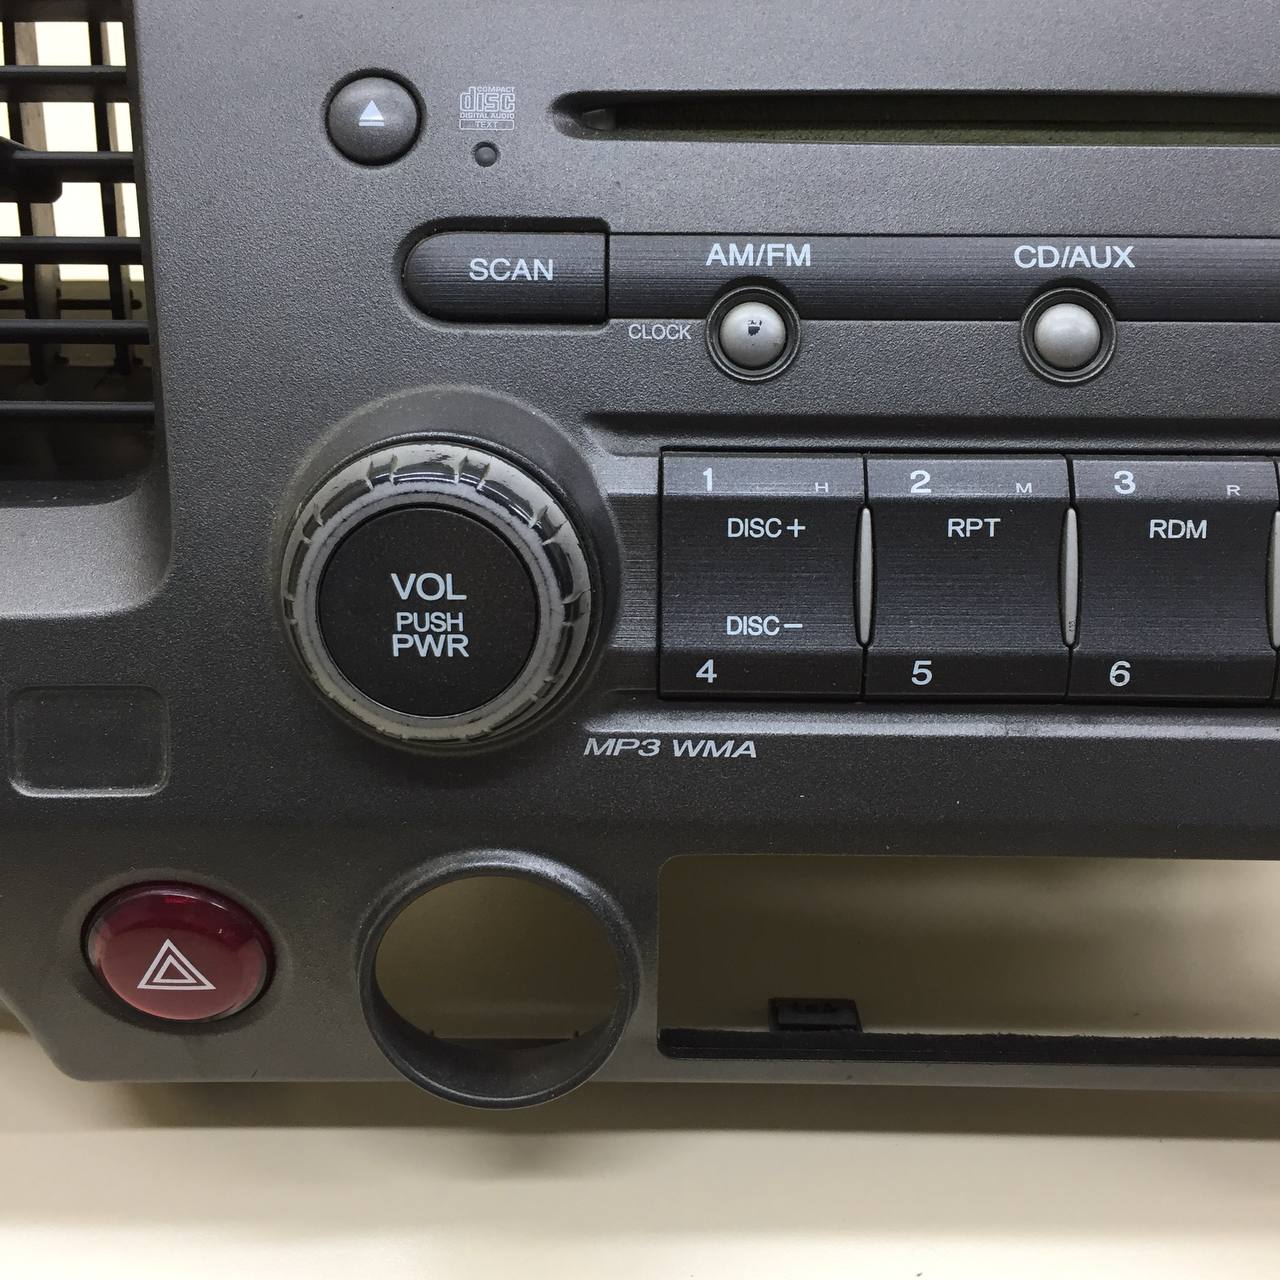 COMPACT
disc
DIGITAL AUDIO
TEXT
SCAN
AM/FM
CD/AUX
CLOCK
1 H
2 M
3 R
DISC+
RPT
RDM
VOL
PUSH
PWR
DISC−
4
5
6
MP3 WMA